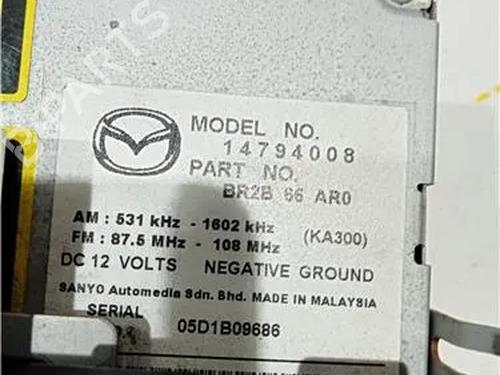 MODEL NO.
14794008
PART NO.
BR2B 66 AR0
AM : 531 kHz - 1602 kHz (KA300)
FM : 87.5 MHz - 108 MHz
DC 12 VOLTS NEGATIVE GROUND
SANYO Automedia Sdn. Bhd. MADE IN MALAYSIA
SERIAL
05D1B09686